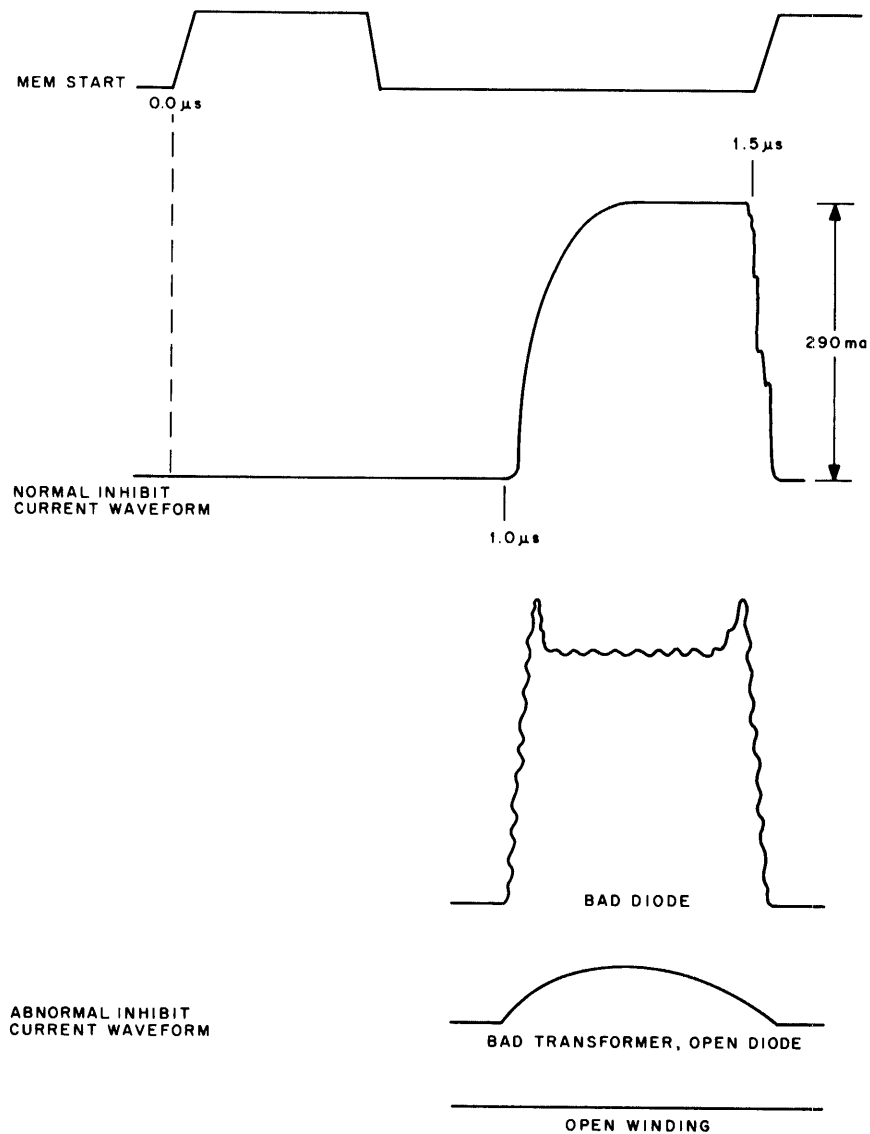 MEM START
0.0 µs
1.5 µs
290 ma
NORMAL INHIBIT
CURRENT WAVEFORM
1.0 µs
BAD DIODE
ABNORMAL INHIBIT
CURRENT WAVEFORM
BAD TRANSFORMER, OPEN DIODE
OPEN WINDING